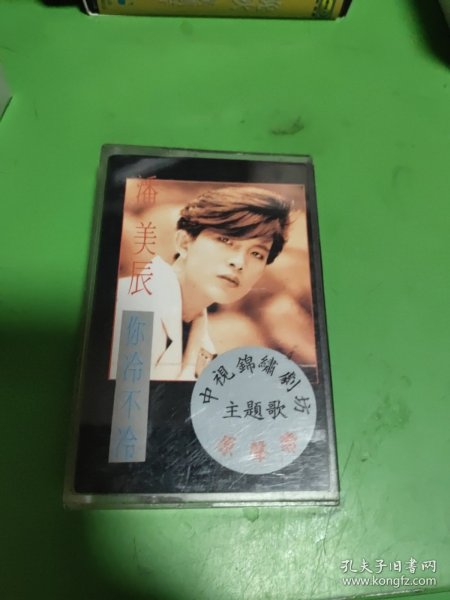 潘美辰
你冷不冷
中視錦繡劇坊
主題歌
孔夫子旧书网
www.kongfz.com